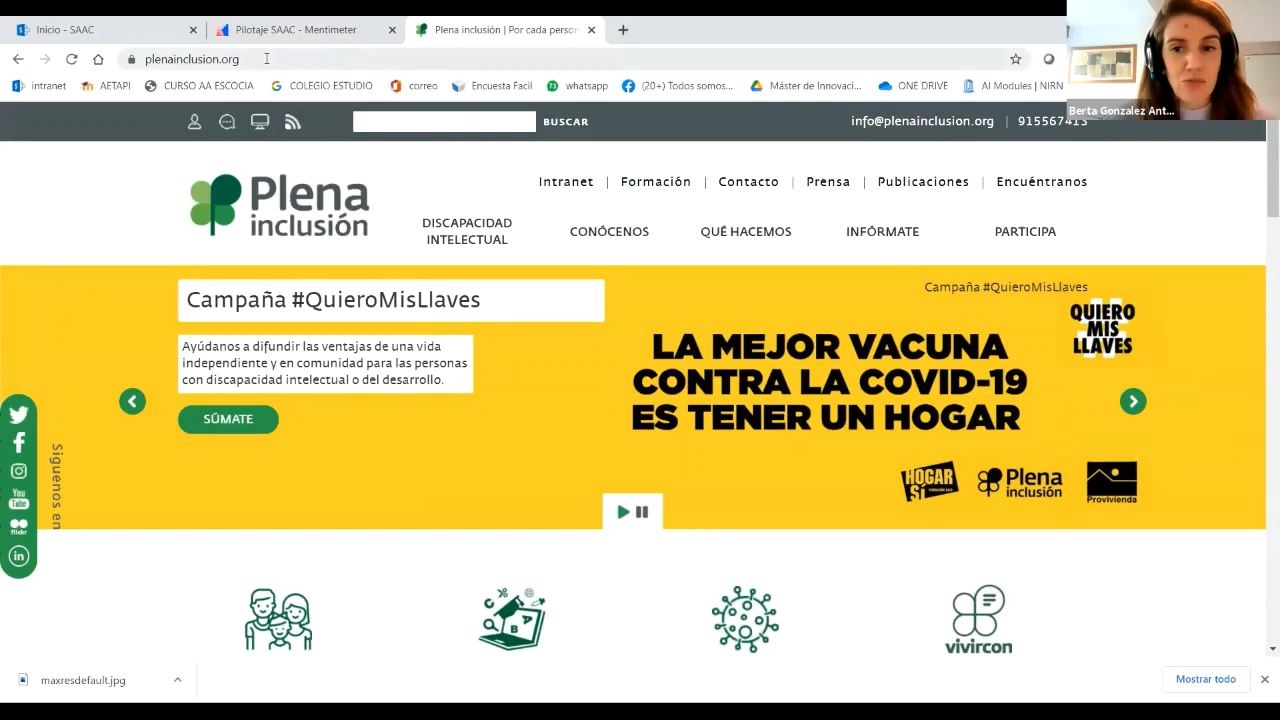 Inicio - SAAC
Pilotaje SAAC - Mentimeter
Plena inclusión | Por cada person
plenainclusion.org
intranet
AETAPI
CURSO AA ESCOCIA
COLEGIO ESTUDIO
correo
Encuesta Facil
whatsapp
(20+) Todos somos...
Máster de Innovaci...
ONE DRIVE
AI Modules | NIRN
Berta Gonzalez Ant...
BUSCAR
info@plenainclusion.org | 915567413
Plena
inclusión
Intranet | Formación | Contacto | Prensa | Publicaciones | Encuéntranos
DISCAPACIDAD
INTELECTUAL
CONÓCENOS
QUÉ HACEMOS
INFÓRMATE
PARTICIPA
Campaña #QuieroMisLlaves
Ayúdanos a difundir las ventajas de una vida
independiente y en comunidad para las personas
con discapacidad intelectual o del desarrollo.
SÚMATE
Campaña #QuieroMisLlaves
QUIERO
MIS
LLAVES
LA MEJOR VACUNA
CONTRA LA COVID-19
ES TENER UN HOGAR
HOGAR
SÍ
Plena
inclusión
Provivienda
Síguenos en
You
Tube
flickr
in
vivircon
maxresdefault.jpg
Mostrar todo